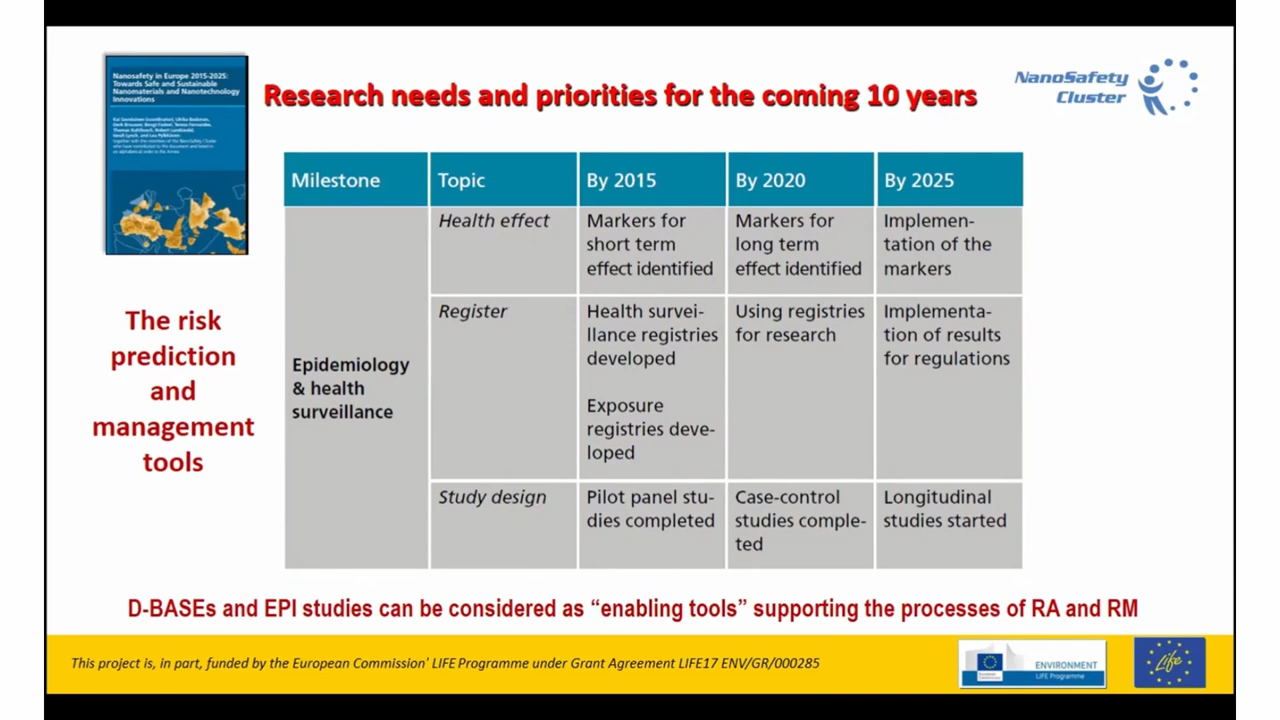 Nanosafety in Europe 2015-2025:
Towards Safe and Sustainable
Nanomaterials and Nanotechnology
Innovations
Research needs and priorities for the coming 10 years
NanoSafety
Cluster
Milestone Topic By 2015 By 2020 By 2025
Epidemiology
& health
surveillance
Health effect
Markers for
short term
effect identified
Markers for
long term
effect identified
Implemen-
tation of the
markers
Register
Health survei-
llance registries
developed
Exposure
registries deve-
loped
Using registries
for research
Implementa-
tion of results
for regulations
Study design
Pilot panel stu-
dies completed
Case-control
studies comple-
ted
Longitudinal
studies started
The risk
prediction
and
management
tools
D-BASEs and EPI studies can be considered as “enabling tools” supporting the processes of RA and RM
This project is, in part, funded by the European Commission' LIFE Programme under Grant Agreement LIFE17 ENV/GR/000285
ENVIRONMENT
LIFE Programme
Life